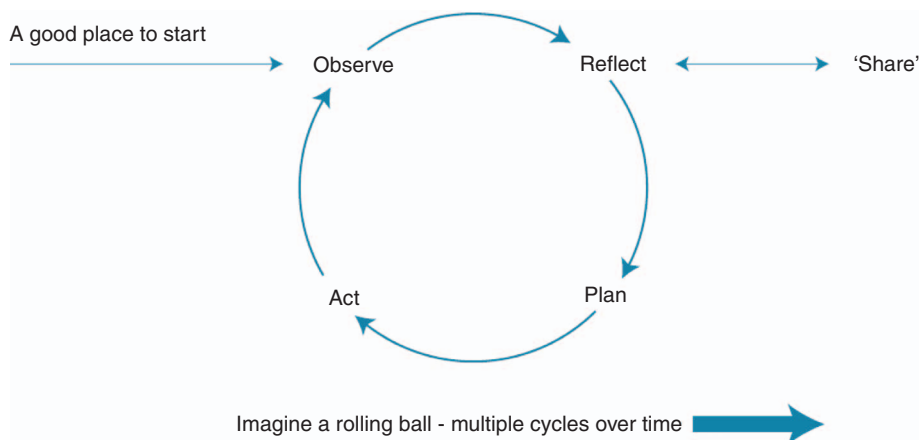 A good place to start
Observe
Reflect
‘Share’
Act
Plan
Imagine a rolling ball - multiple cycles over time